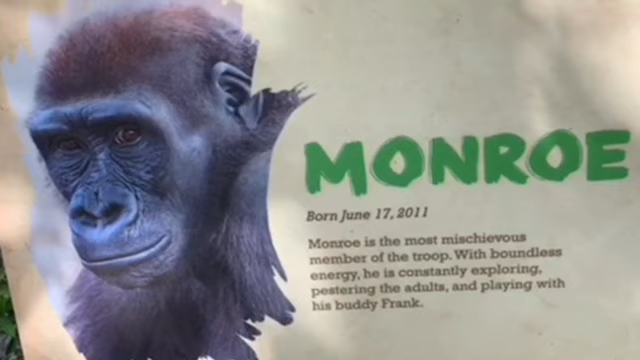 MONROE
Born June 17, 2011
Monroe is the most mischievous
member of the troop. With boundless
energy, he is constantly exploring,
pestering the adults, and playing with
his buddy Frank.